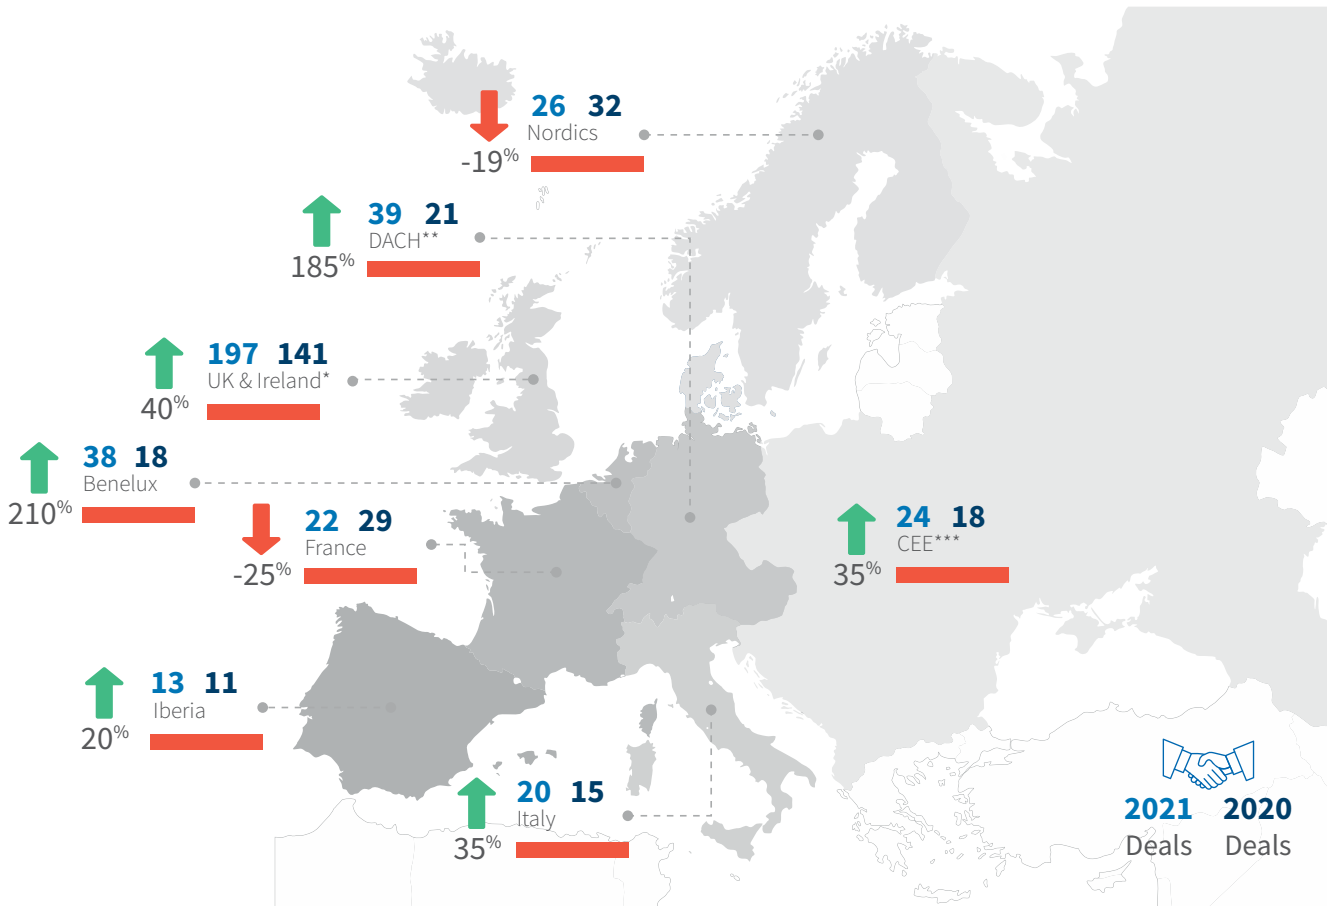 26 32
Nordics
-19%
39 21
DACH**
185%
197 141
UK & Ireland*
40%
38 18
Benelux
210%
22 29
France
-25%
24 18
CEE***
35%
13 11
Iberia
20%
20 15
Italy
35%
2021 2020
Deals Deals